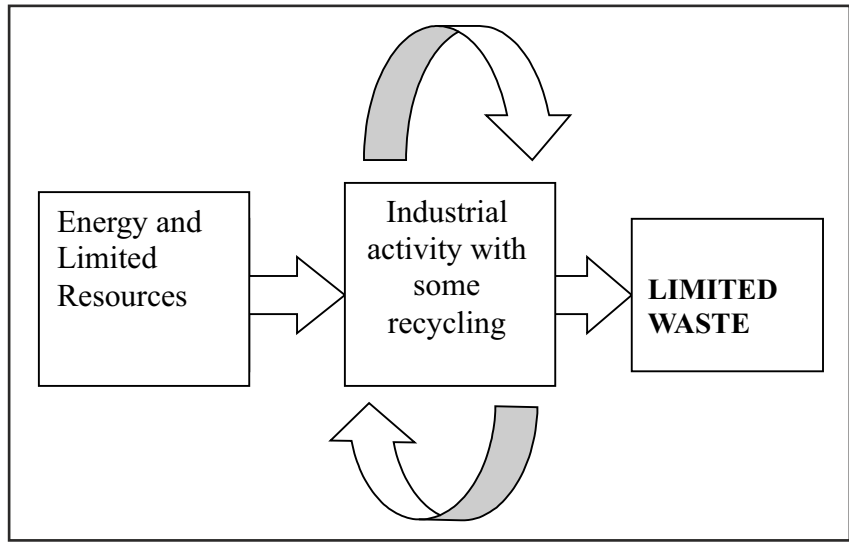 Energy and
Limited
Resources
Industrial
activity with
some
recycling
LIMITED
WASTE